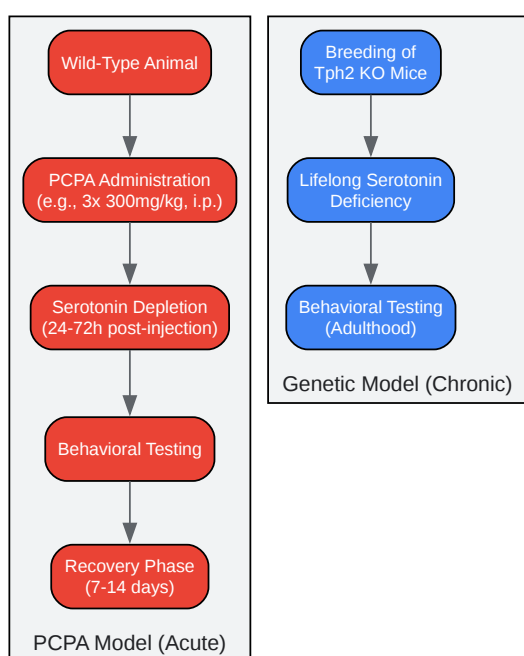 Wild-Type Animal
PCPA Administration
(e.g., 3x 300mg/kg, i.p.)
Serotonin Depletion
(24-72h post-injection)
Behavioral Testing
Recovery Phase
(7-14 days)
PCPA Model (Acute)
Breeding of
Tph2 KO Mice
Lifelong Serotonin
Deficiency
Behavioral Testing
(Adulthood)
Genetic Model (Chronic)